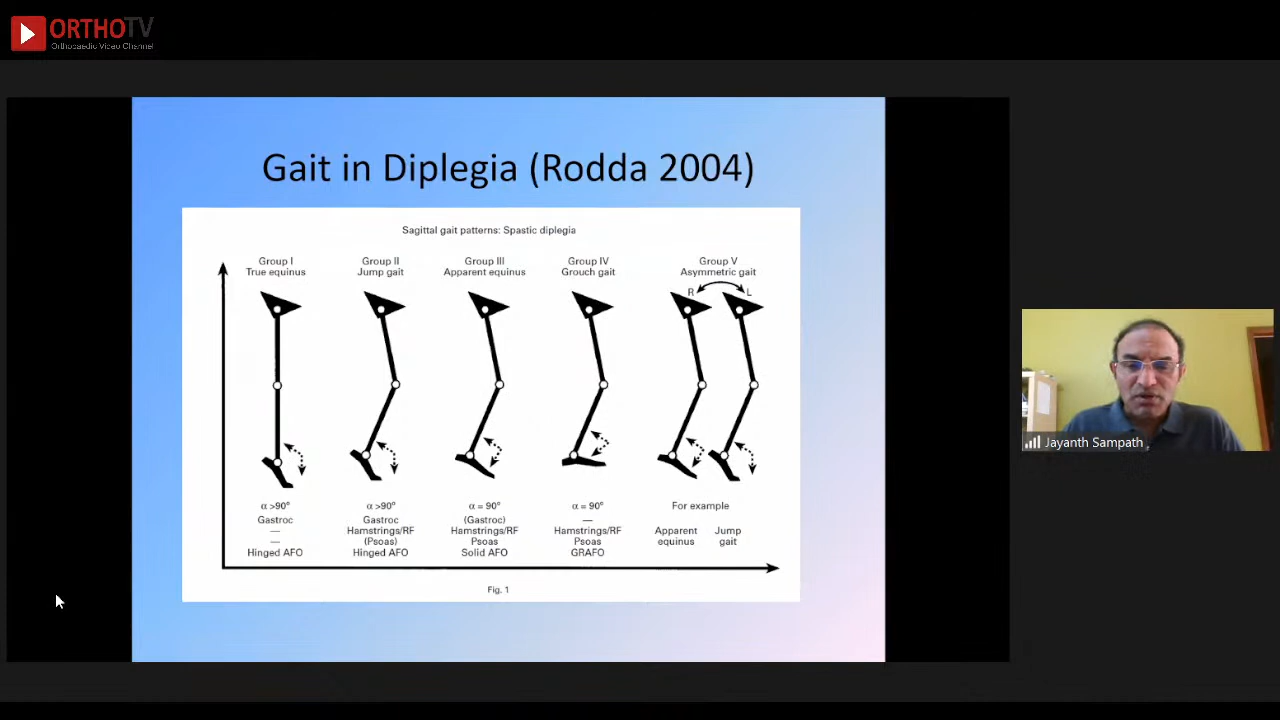 ORTHOTV
Orthopaedic Video Channel
Gait in Diplegia (Rodda 2004)
Sagittal gait patterns: Spastic diplegia
Group I
True equinus
Group II
Jump gait
Group III
Apparent equinus
Group IV
Grouch gait
Group V
Asymmetric gait
R
L
α >90°
Gastroc
—
—
Hinged AFO
α >90°
Gastroc
Hamstrings/RF
(Psoas)
Hinged AFO
α = 90°
(Gastroc)
Hamstrings/RF
Psoas
Solid AFO
α = 90°
—
Hamstrings/RF
Psoas
GRAFO
For example
Apparent
equinus
Jump
gait
Fig. 1
Jayanth Sampath